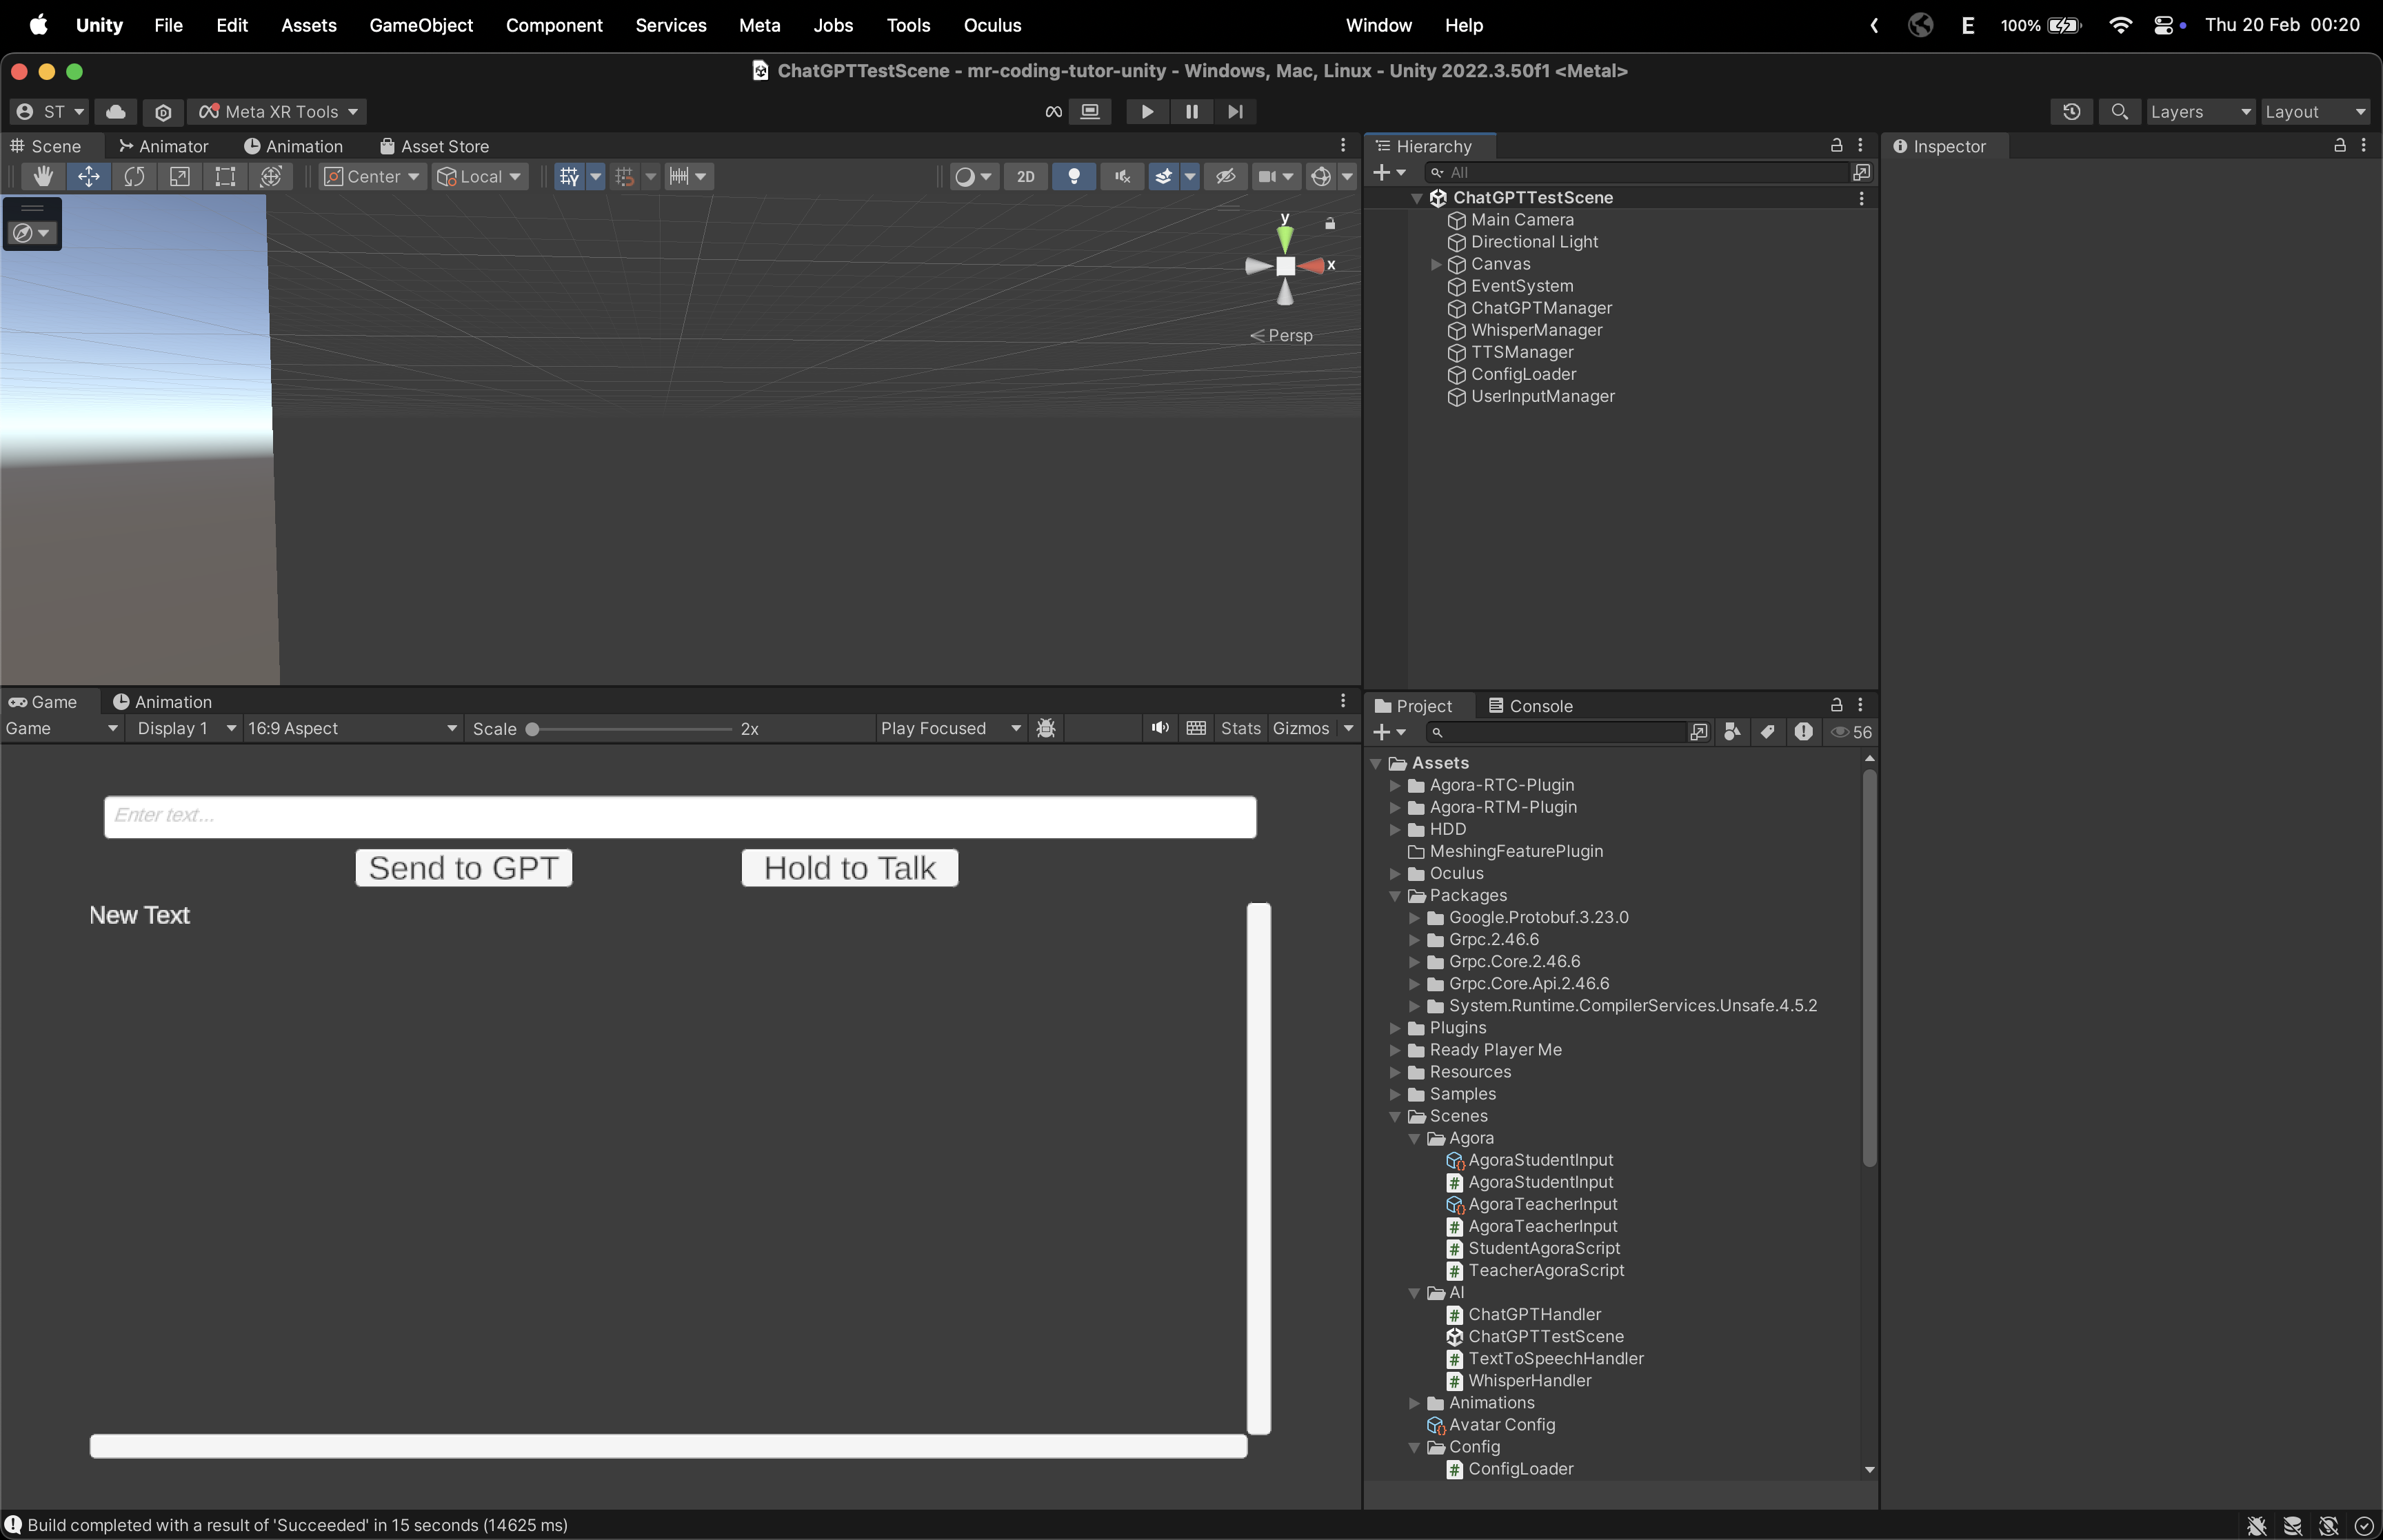 Unity File Edit Assets GameObject Component Services Meta Jobs Tools Oculus Window Help E 100% Thu 20 Feb 00:20
ChatGPTTestScene - mr-coding-tutor-unity - Windows, Mac, Linux - Unity 2022.3.50f1 <Metal>
ST Meta XR Tools Layers Layout
Scene Animator Animation Asset Store
Center Local 2D
y
x
Persp
Hierarchy
All
ChatGPTTestScene
Main Camera
Directional Light
Canvas
EventSystem
ChatGPTManager
WhisperManager
TTSManager
ConfigLoader
UserInputManager
Inspector
Game Animation
Game Display 1 16:9 Aspect Scale 2x Play Focused Stats Gizmos
Enter text...
Send to GPT Hold to Talk
New Text
Project Console
56
Assets
Agora-RTC-Plugin
Agora-RTM-Plugin
HDD
MeshingFeaturePlugin
Oculus
Packages
Google.Protobuf.3.23.0
Grpc.2.46.6
Grpc.Core.2.46.6
Grpc.Core.Api.2.46.6
System.Runtime.CompilerServices.Unsafe.4.5.2
Plugins
Ready Player Me
Resources
Samples
Scenes
Agora
AgoraStudentInput
AgoraStudentInput
AgoraTeacherInput
AgoraTeacherInput
StudentAgoraScript
TeacherAgoraScript
AI
ChatGPTHandler
ChatGPTTestScene
TextToSpeechHandler
WhisperHandler
Animations
Avatar Config
Config
ConfigLoader
Build completed with a result of 'Succeeded' in 15 seconds (14625 ms)